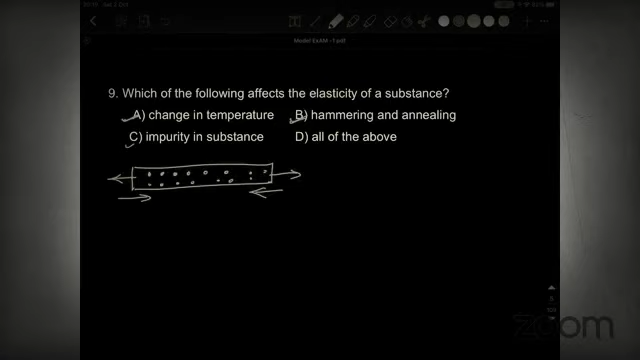 Model ExAM -1.pdf
9. Which of the following affects the elasticity of a substance?
A) change in temperature B) hammering and annealing
C) impurity in substance D) all of the above
5
zoom